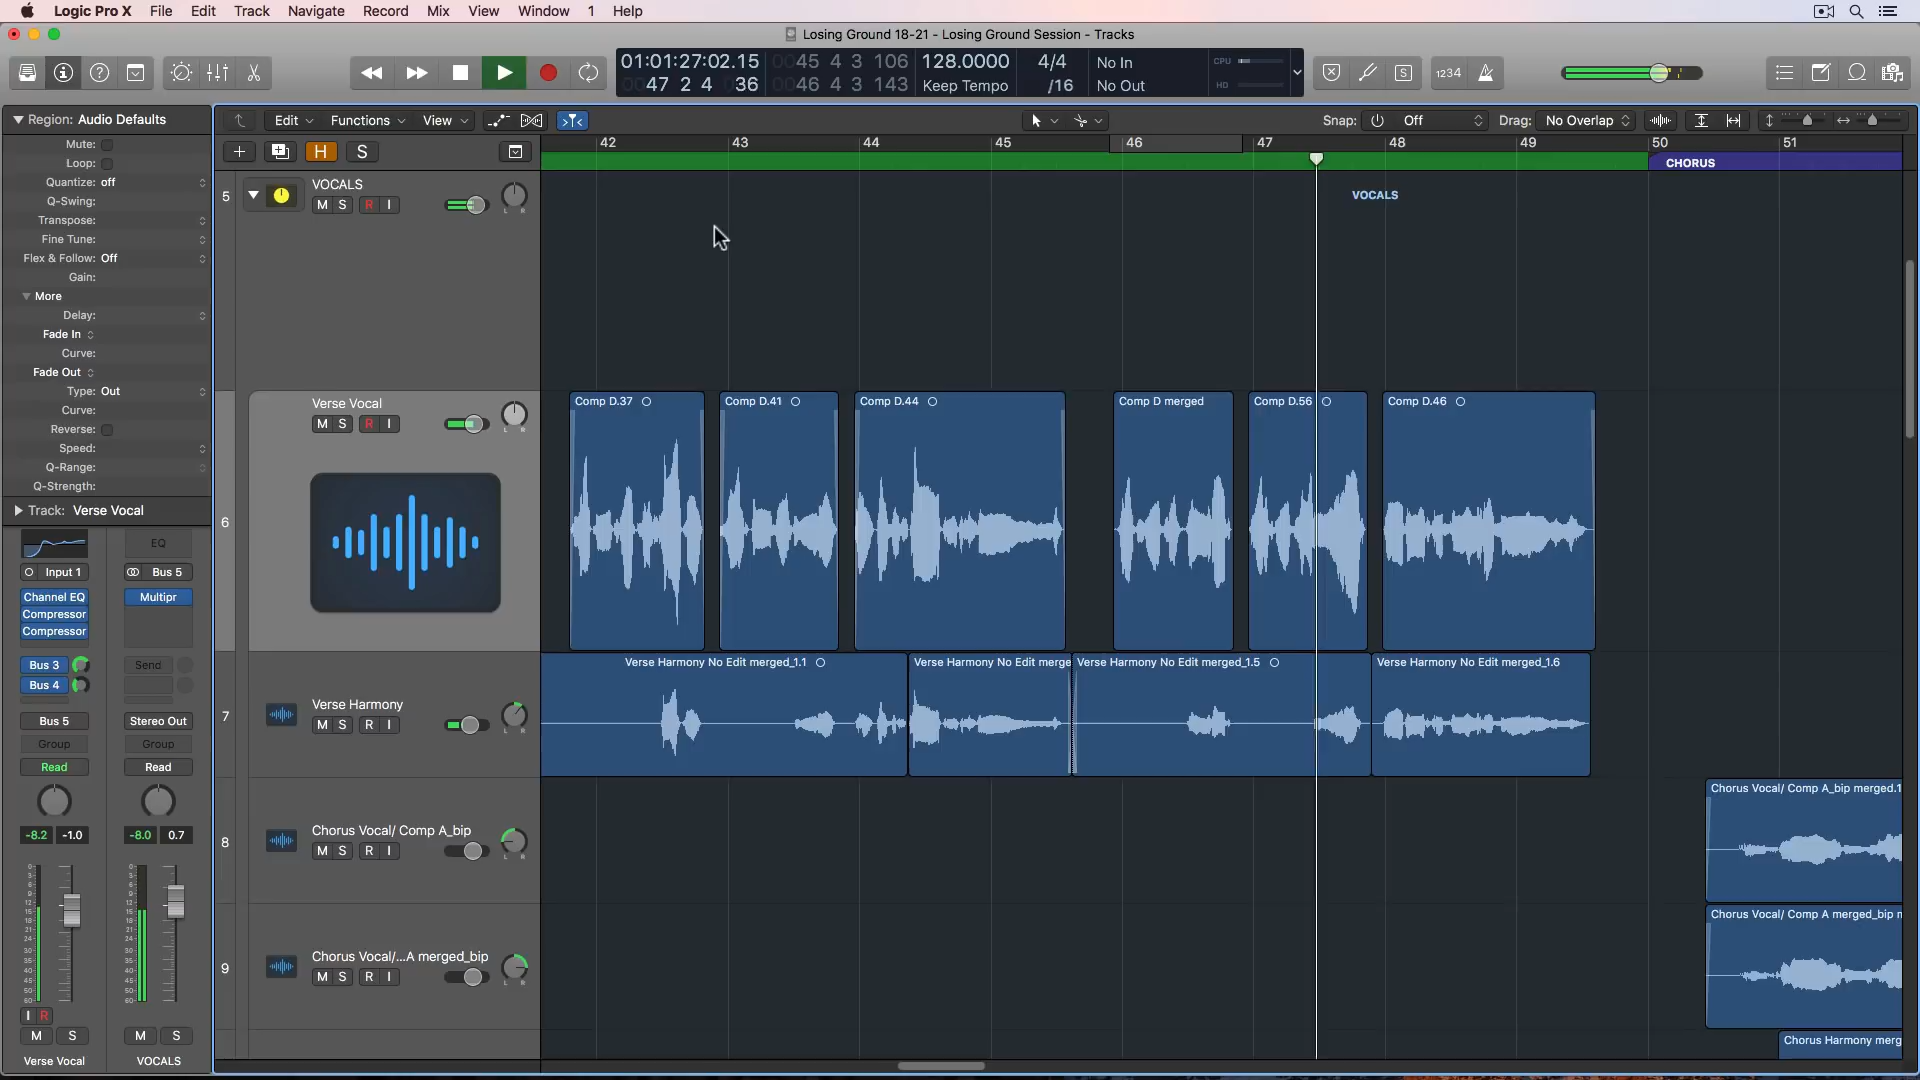 Logic Pro X File Edit Track Navigate Record Mix View Window 1 Help
Losing Ground 18-21 - Losing Ground Session - Tracks
01:01:27:02.15 0045 4 3 106 128.0000 4/4 No In CPU
47 2 4 36 0046 4 3 143 Keep Tempo /16 No Out HD
S 1234
Region: Audio Defaults
Edit Functions View Snap: Off Drag: No Overlap
H S
42 43 44 45 46 47 48 49 50 51
CHORUS
Mute:
Loop:
Quantize: off
Q-Swing:
Transpose:
Fine Tune:
Flex & Follow: Off
Gain:
More
Delay:
Fade In
Curve:
Fade Out
Type: Out
Curve:
Reverse:
Speed:
Q-Range:
Q-Strength:
Track: Verse Vocal
EQ
Input 1 Bus 5
Channel EQ Multipr
Compressor
Compressor
Bus 3 Send
Bus 4
Bus 5 Stereo Out
Group Group
Read Read
-8.2 -1.0 -8.0 0.7
I R
M S M S
Verse Vocal VOCALS
5 VOCALS
M S R I
L R
VOCALS
6 Verse Vocal
M S R I
L R
Comp D.37 Comp D.41 Comp D.44 Comp D merged Comp D.56 Comp D.46
7 Verse Harmony
M S R I
L R
Verse Harmony No Edit merged_1.1 Verse Harmony No Edit merge Verse Harmony No Edit merged_1.5 Verse Harmony No Edit merged_1.6
8 Chorus Vocal/ Comp A_bip
M S R I
L R
Chorus Vocal/ Comp A_bip merged.1
9 Chorus Vocal/...A merged_bip
M S R I
L R
Chorus Vocal/ Comp A merged_bip m
Chorus Harmony merg